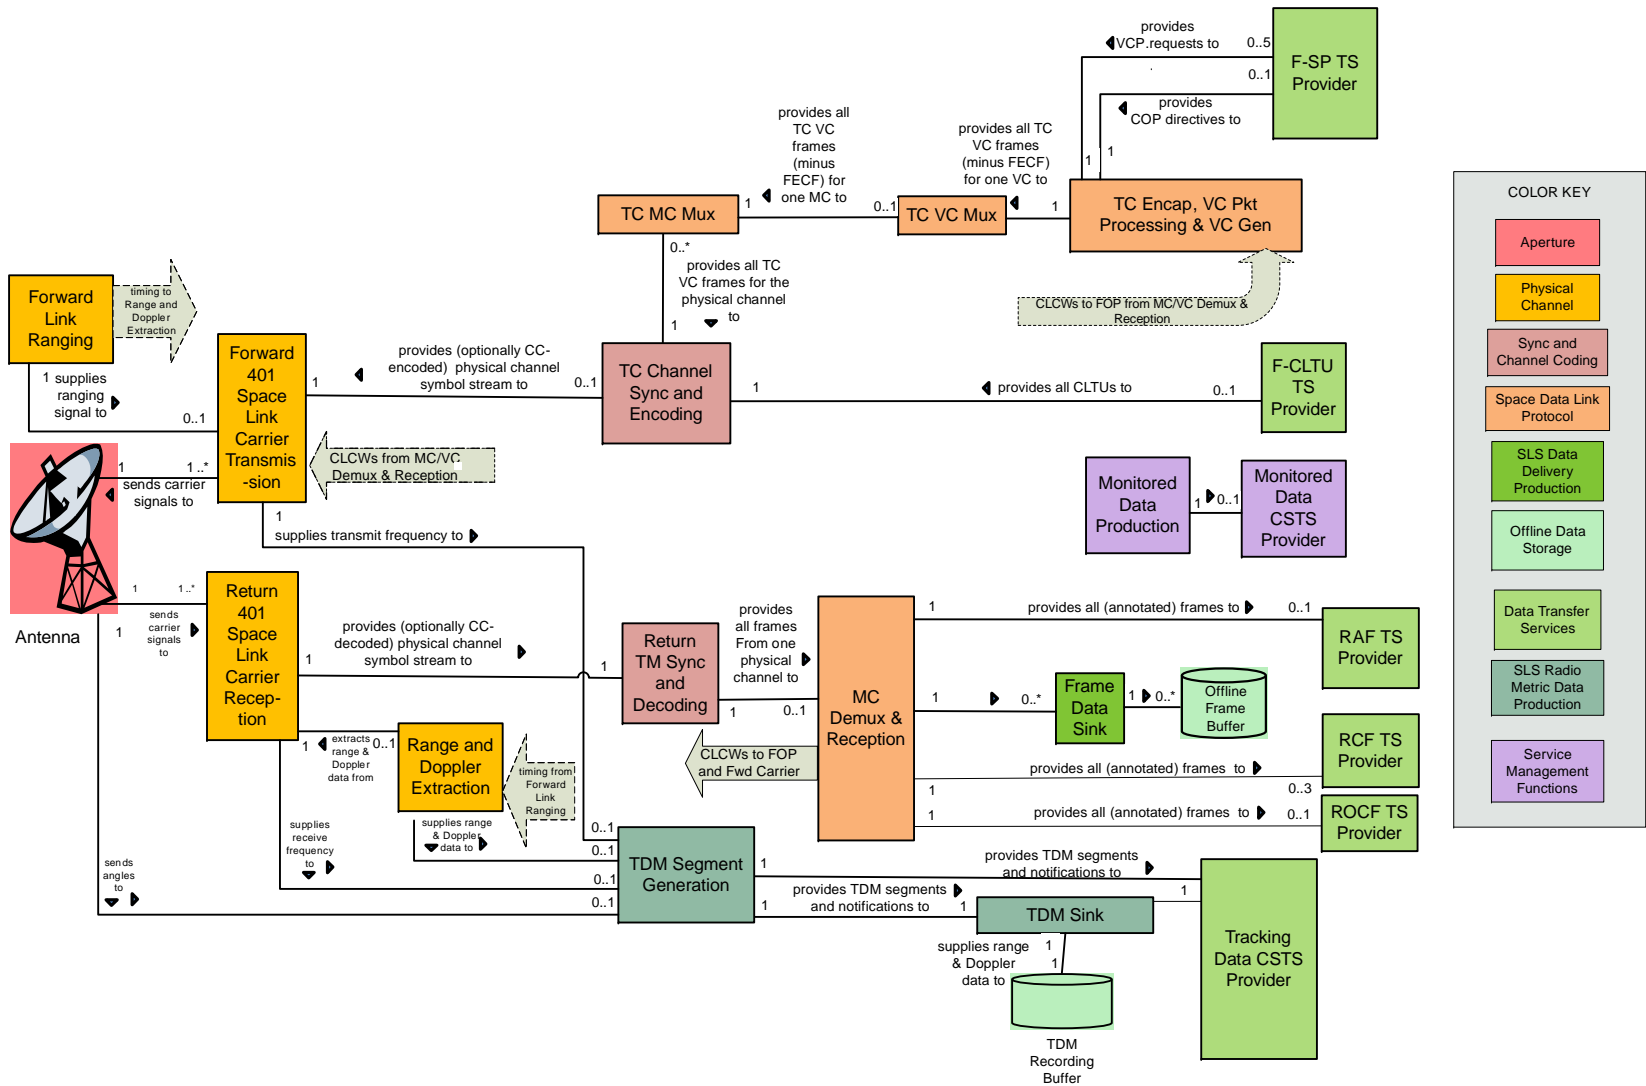 provides
VCP.requests to
0..5
F-SP TS
Provider
0..1
provides
COP directives to
1
1
provides all
TC VC
frames
(minus
FECF) for
one MC to
provides all TC
VC frames
(minus FECF)
for one VC to
TC MC Mux
1
0..1
TC VC Mux
1
TC Encap, VC Pkt
Processing & VC Gen
0..*
provides all TC
VC frames for the
physical channel
to
1
CLCWs to FOP from MC/VC Demux &
Reception
COLOR KEY
Aperture
Physical
Channel
Sync and
Channel Coding
Space Data Link
Protocol
SLS Data
Delivery
Production
Offline Data
Storage
Data Transfer
Services
SLS Radio
Metric Data
Production
Service
Management
Functions
Forward
Link
Ranging
timing to
Range and
Doppler
Extraction
1
supplies
ranging
signal to
0..1
Forward
401
Space
Link
Carrier
Transmis
-sion
1
provides (optionally CC-
encoded) physical channel
symbol stream to
0..1
TC Channel
Sync and
Encoding
1
provides all CLTUs to
0..1
F-CLTU
TS
Provider
CLCWs from MC/VC
Demux & Reception
1
1..*
sends carrier
signals to
Antenna
1
supplies transmit frequency to
Monitored
Data
Production
1
0..1
Monitored
Data
CSTS
Provider
1
1..*
sends
carrier
signals to
1
Return
401
Space
Link
Carrier
Recep-
tion
provides (optionally CC-
decoded) physical channel
symbol stream to
1
1
Return
TM Sync
and
Decoding
provides
all frames
From one
physical
channel to
1
0..1
MC
Demux &
Reception
1
provides all (annotated) frames to
0..1
RAF TS
Provider
1
0..*
Frame
Data
Sink
1
0..*
Offline
Frame
Buffer
CLCWs to FOP
and Fwd Carrier
provides all (annotated) frames to
1
0..3
RCF TS
Provider
1
provides all (annotated) frames to
0..1
ROCF TS
Provider
1
extracts
range &
Doppler
data from
0..1
Range and
Doppler
Extraction
timing from
Forward
Link
Ranging
supplies
receive
frequency
to
supplies range
& Doppler
data to
sends
angles
to
0..1
0..1
0..1
0..1
TDM Segment
Generation
1
provides TDM segments
and notifications to
1
provides TDM segments
and notifications to
1
1
TDM Sink
supplies range
& Doppler
data to
1
1
TDM
Recording
Buffer
Tracking
Data CSTS
Provider